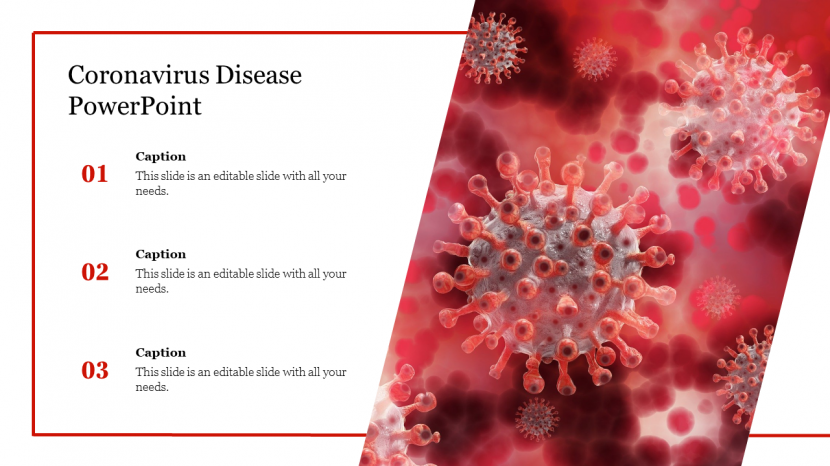 Coronavirus Disease
PowerPoint
01
Caption
This slide is an editable slide with all your
needs.
02
Caption
This slide is an editable slide with all your
needs.
03
Caption
This slide is an editable slide with all your
needs.